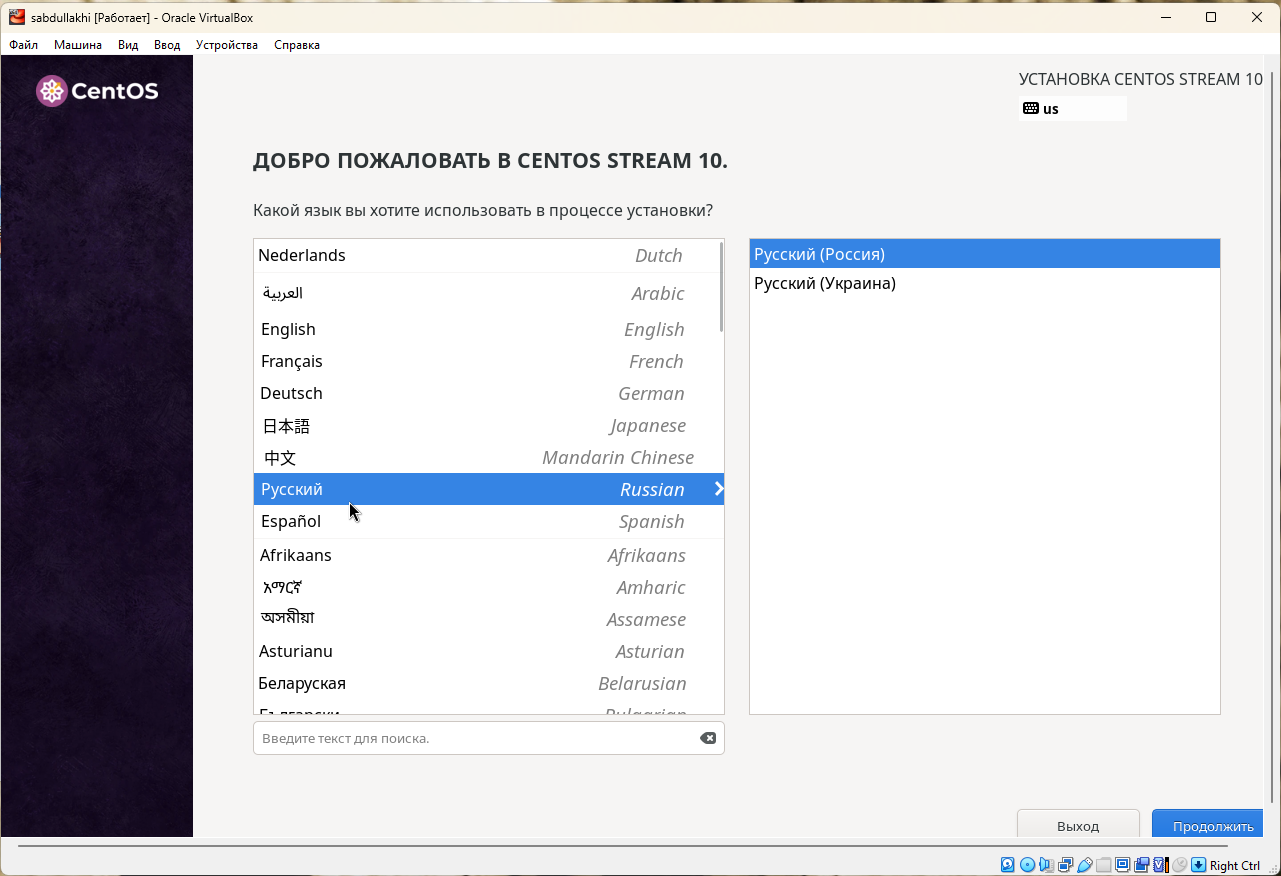 sabdullakhi [Работает] - Oracle VirtualBox
Файл Машина Вид Ввод Устройства Справка
CentOS
УСТАНОВКА CENTOS STREAM 10
us
ДОБРО ПОЖАЛОВАТЬ В CENTOS STREAM 10.
Какой язык вы хотите использовать в процессе установки?
Nederlands Dutch
العربية Arabic
English English
Français French
Deutsch German
日本語 Japanese
中文 Mandarin Chinese
Русский Russian
Español Spanish
Afrikaans Afrikaans
አማርኛ Amharic
অসমীয়া Assamese
Asturianu Asturian
Беларуская Belarusian
Български Bulgarian
Русский (Россия)
Русский (Украина)
Введите текст для поиска.
Выход
Продолжить
Right Ctrl